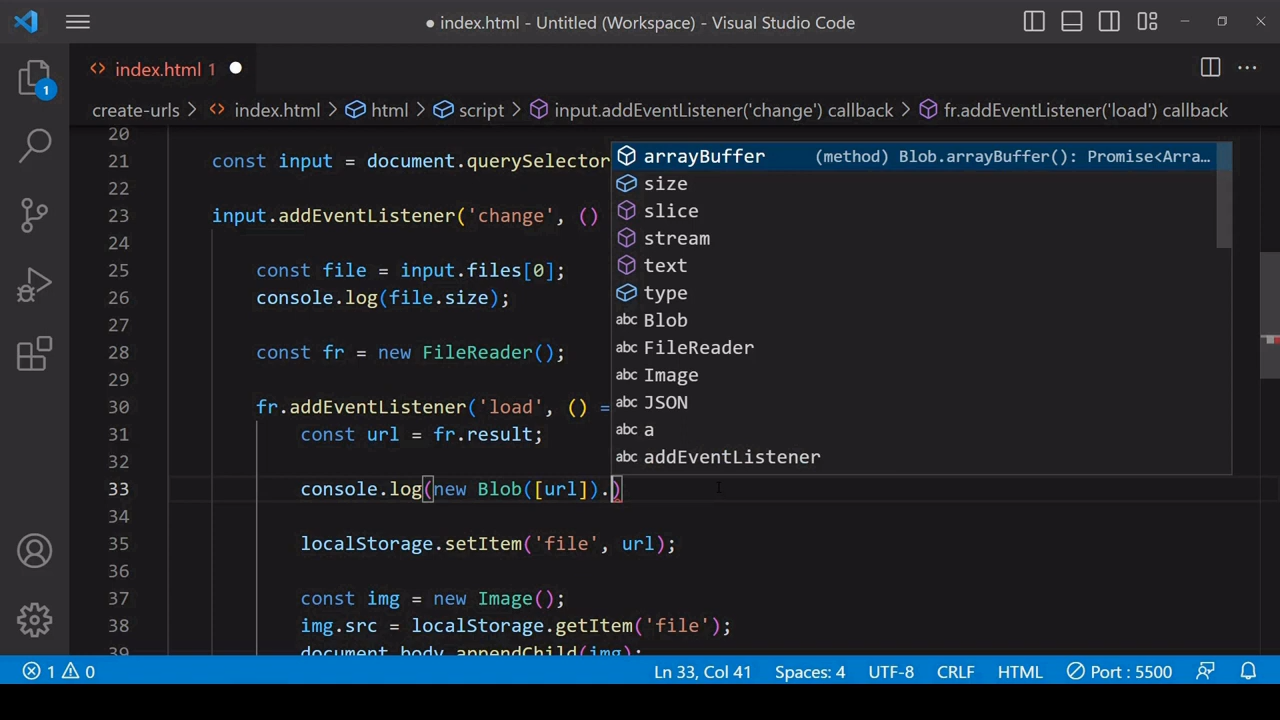 ● index.html - Untitled (Workspace) - Visual Studio Code
index.html 1
1
create-urls > index.html > html > script > input.addEventListener('change') callback > fr.addEventListener('load') callback
20
21 const input = document.querySelector
22
23 input.addEventListener('change', ()
24
25 const file = input.files[0];
26 console.log(file.size);
27
28 const fr = new FileReader();
29
30 fr.addEventListener('load', () =
31 const url = fr.result;
32
33 console.log(new Blob([url]).)
34
35 localStorage.setItem('file', url);
36
37 const img = new Image();
38 img.src = localStorage.getItem('file');
39 document.body.appendChild(img);
arrayBuffer (method) Blob.arrayBuffer(): Promise<Arra...
size
slice
stream
text
type
abc Blob
abc FileReader
abc Image
abc JSON
abc a
abc addEventListener
1 0 Ln 33, Col 41 Spaces: 4 UTF-8 CRLF HTML Port : 5500